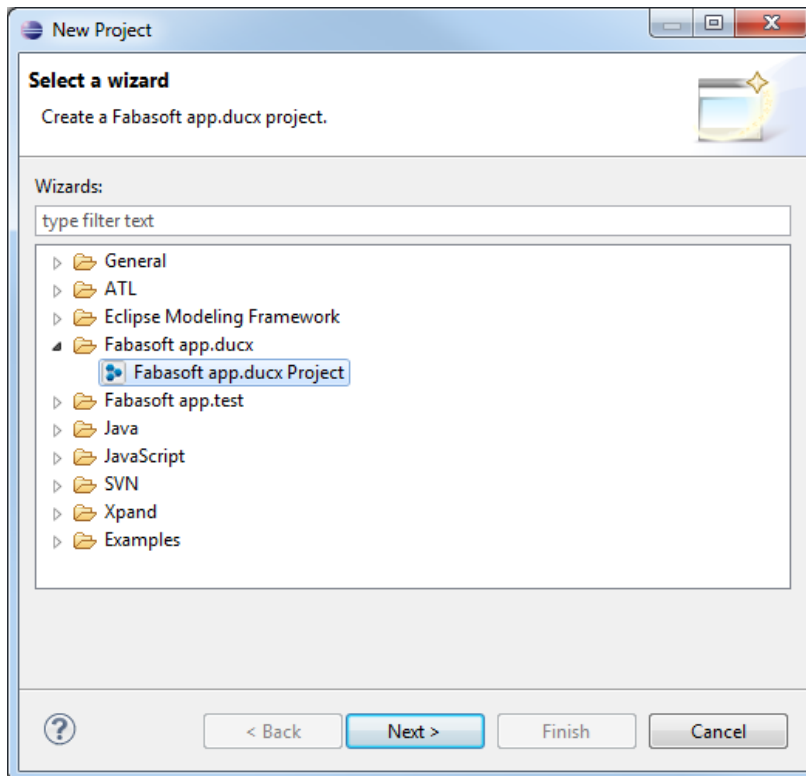 New Project
Select a wizard
Create a Fabasoft app.ducx project.
Wizards:
type filter text
General
ATL
Eclipse Modeling Framework
Fabasoft app.ducx
Fabasoft app.ducx Project
Fabasoft app.test
Java
JavaScript
SVN
Xpand
Examples
? < Back Next > Finish Cancel